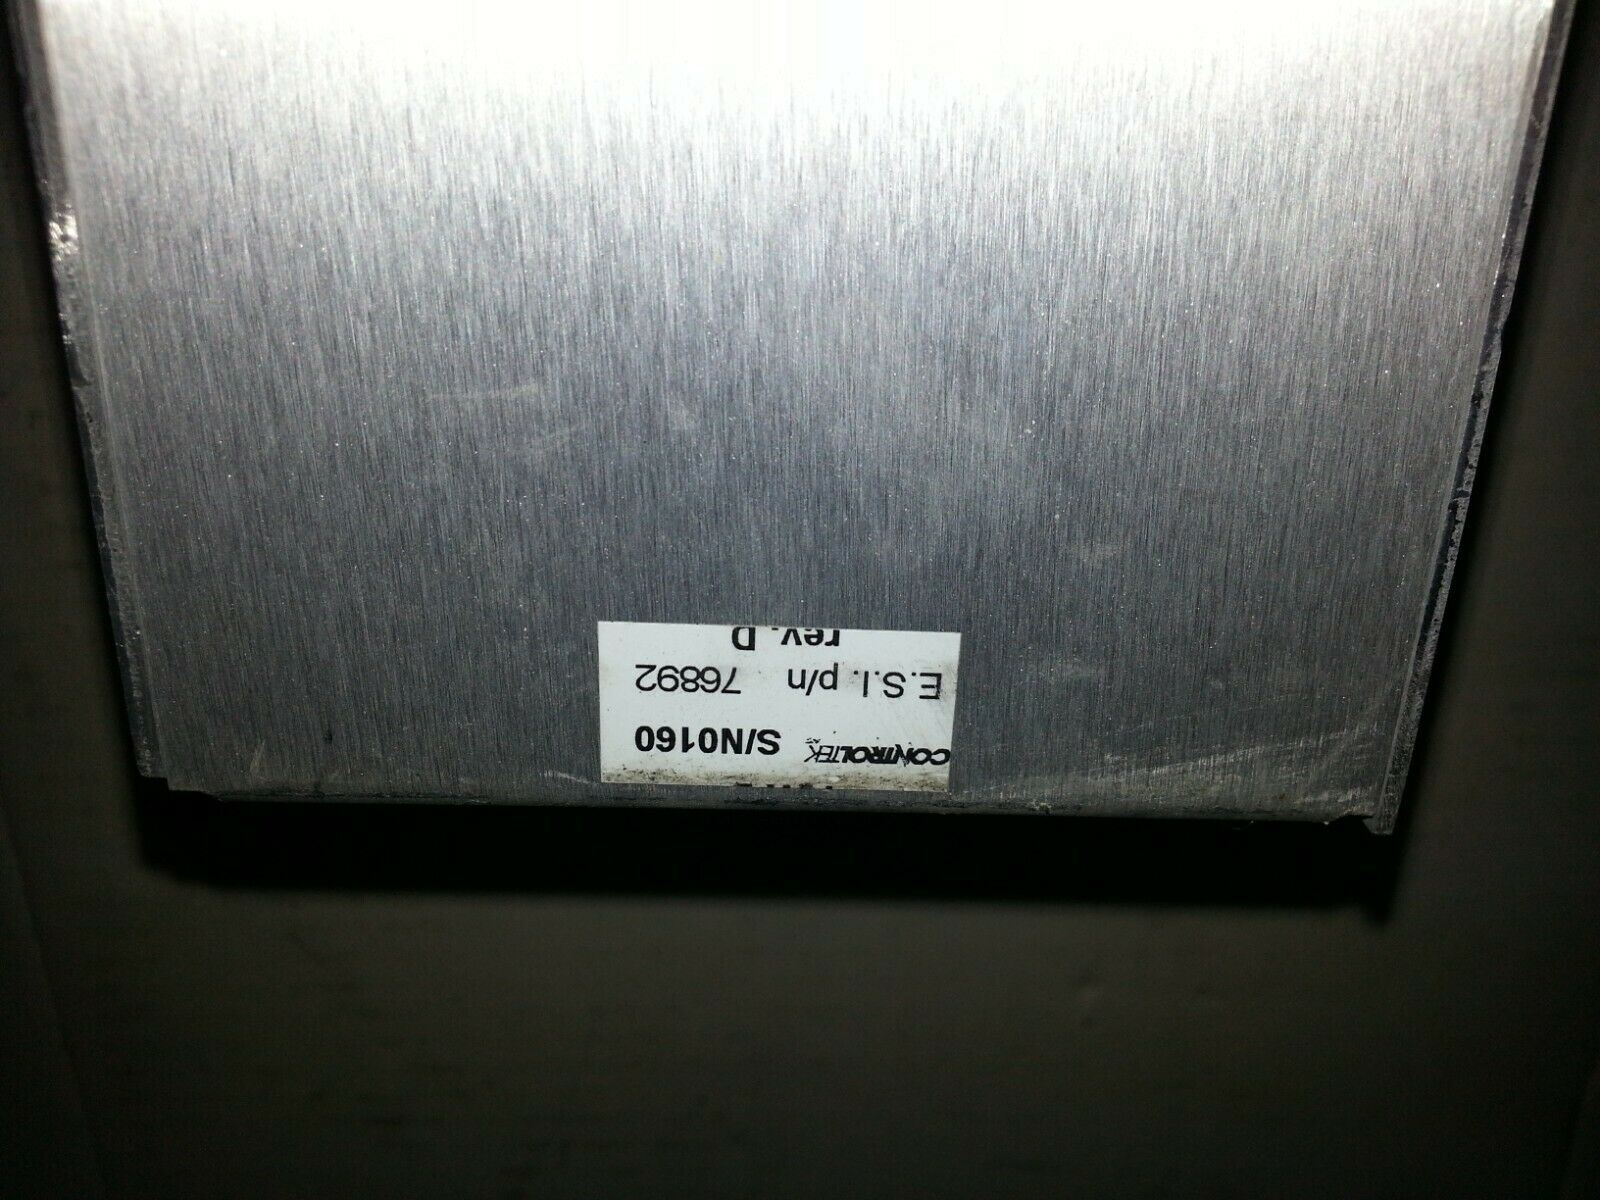 CONTROLTEK S/N0160
E.S.I. p/n 76892
rev. D